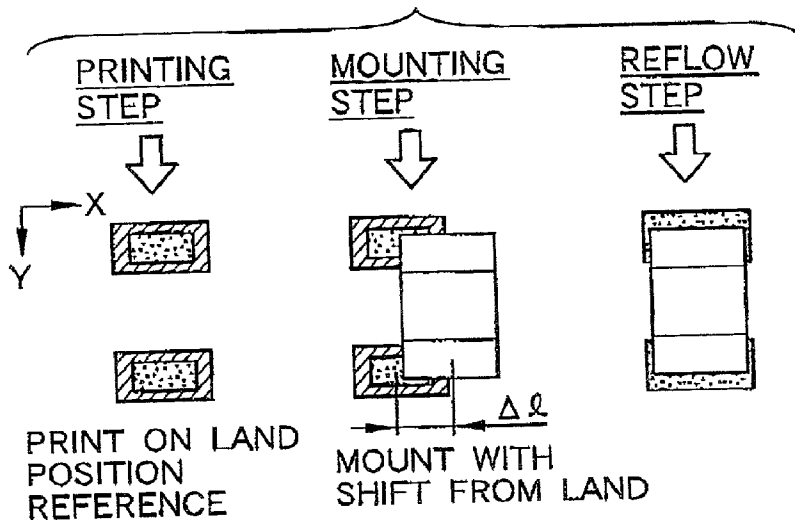 PRINTING
STEP
MOUNTING
STEP
REFLOW
STEP
X
Y
Δℓ
PRINT ON LAND
POSITION
REFERENCE
MOUNT WITH
SHIFT FROM LAND